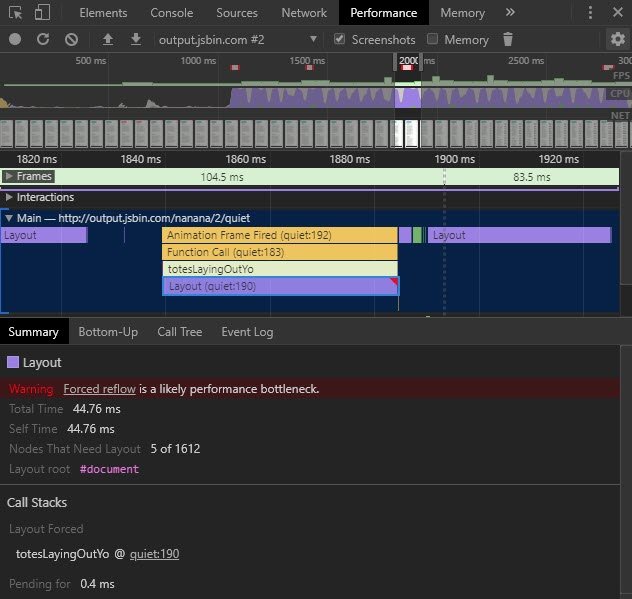 Elements Console Sources Network Performance Memory »
output.jsbin.com #2 Screenshots Memory
500 ms 1000 ms 1500 ms 2000 ms 2500 ms 300
FPS
CPU
NET
1820 ms 1840 ms 1860 ms 1880 ms 1900 ms 1920 ms
Frames 104.5 ms 83.5 ms
Interactions
Main — http://output.jsbin.com/nanana/2/quiet
Layout Animation Frame Fired (quiet:192) Layout
Function Call (quiet:183)
totesLayingOutYo
Layout (quiet:190)
Summary Bottom-Up Call Tree Event Log
Layout
Warning Forced reflow is a likely performance bottleneck.
Total Time 44.76 ms
Self Time 44.76 ms
Nodes That Need Layout 5 of 1612
Layout root #document
Call Stacks
Layout Forced
totesLayingOutYo @ quiet:190
Pending for 0.4 ms